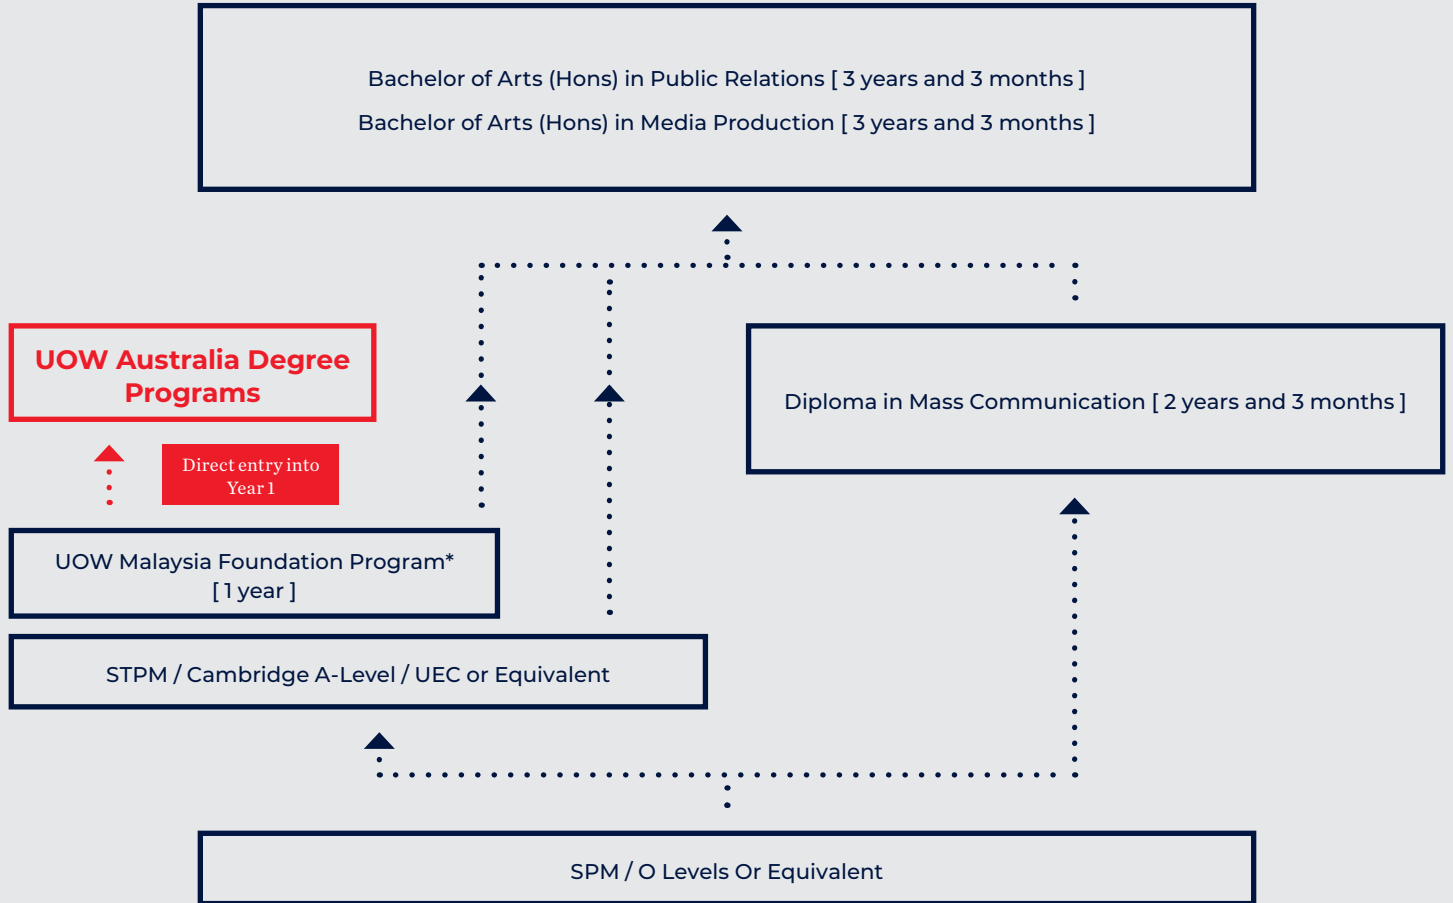 Bachelor of Arts (Hons) in Public Relations [ 3 years and 3 months ]
Bachelor of Arts (Hons) in Media Production [ 3 years and 3 months ]
UOW Australia Degree
Programs
Direct entry into
Year 1
Diploma in Mass Communication [ 2 years and 3 months ]
UOW Malaysia Foundation Program*
[ 1 year ]
STPM / Cambridge A-Level / UEC or Equivalent
SPM / O Levels Or Equivalent